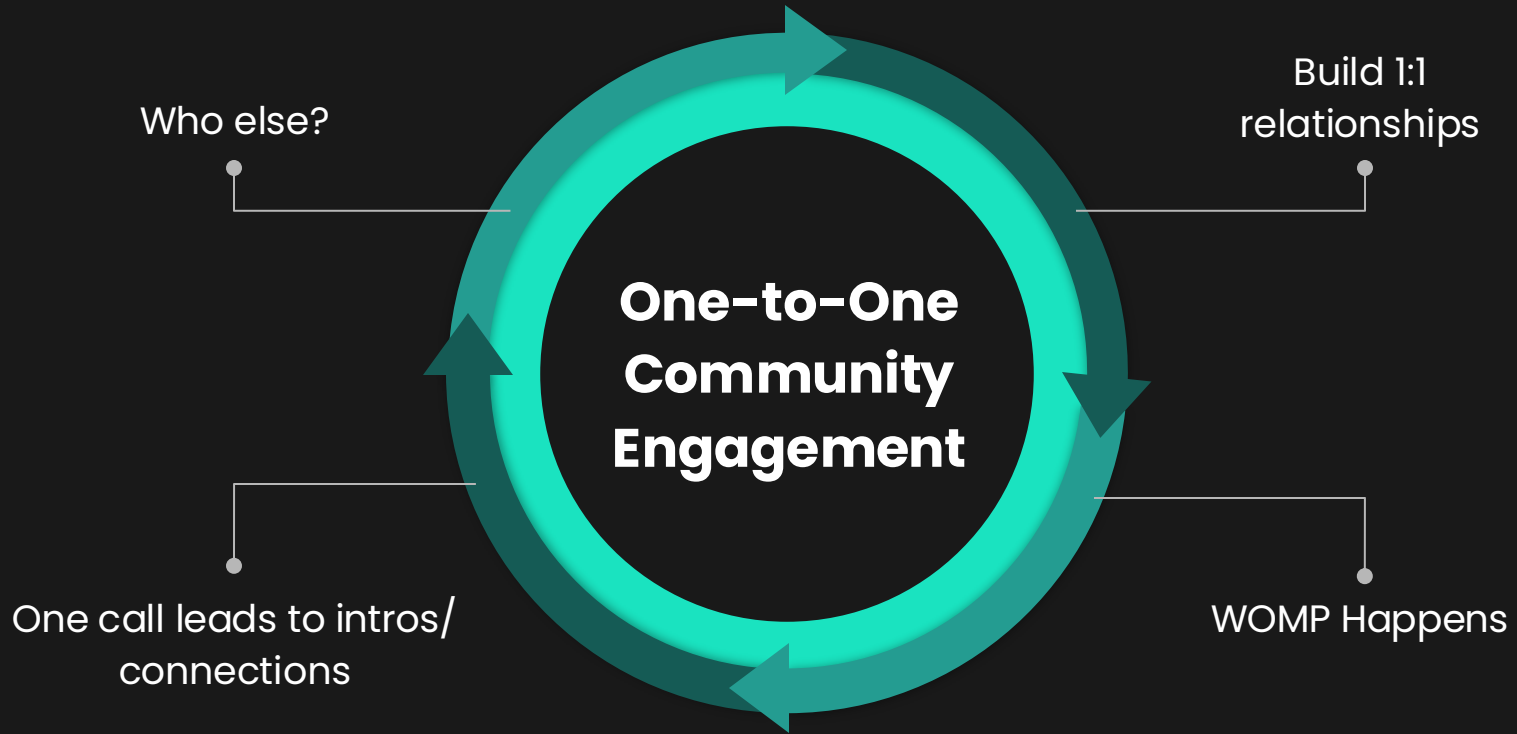 Who else?
Build 1:1
relationships
One-to-One
Community
Engagement
One call leads to intros/
connections
WOMP Happens